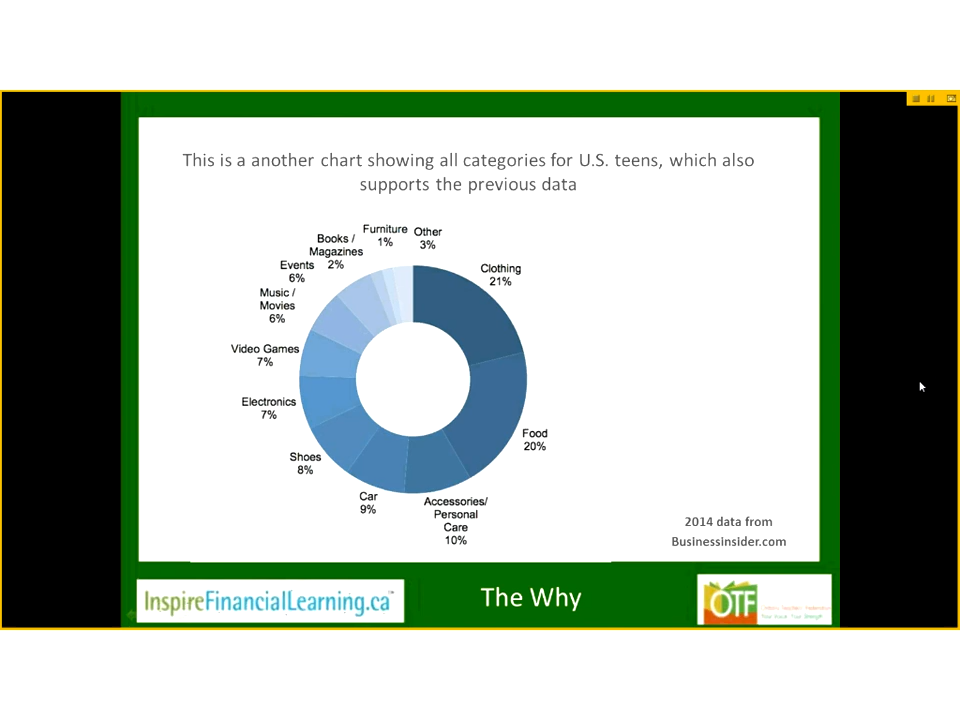 This is a another chart showing all categories for U.S. teens, which also
supports the previous data
Furniture
1%
Other
3%
Books /
Magazines
2%
Events
6%
Music /
Movies
6%
Video Games
7%
Electronics
7%
Shoes
8%
Car
9%
Accessories/
Personal
Care
10%
Food
20%
Clothing
21%
2014 data from
Businessinsider.com
InspireFinancialLearning.ca
The Why
OTF